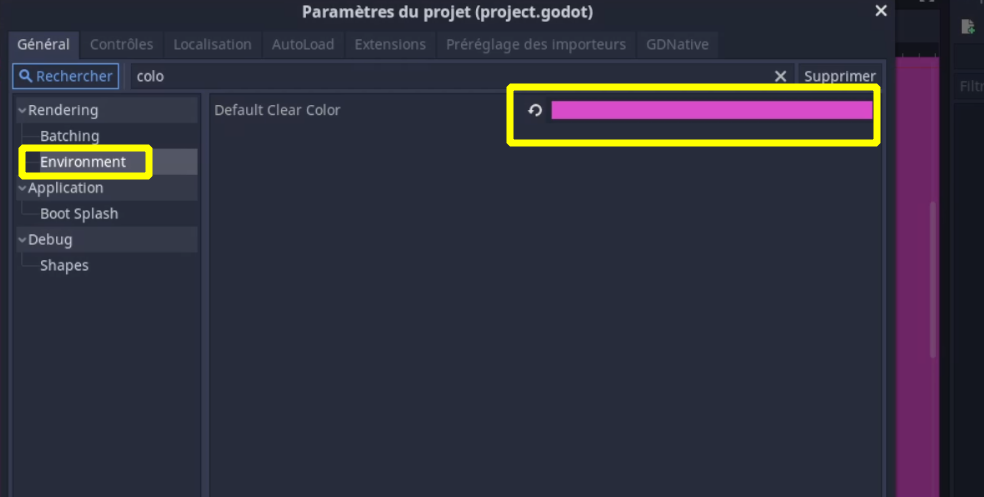 Paramètres du projet (project.godot)
Général Contrôles Localisation AutoLoad Extensions Préréglage des importeurs GDNative
Rechercher colo Supprimer
Rendering
Batching
Environment
Application
Boot Splash
Debug
Shapes
Default Clear Color
Filtr